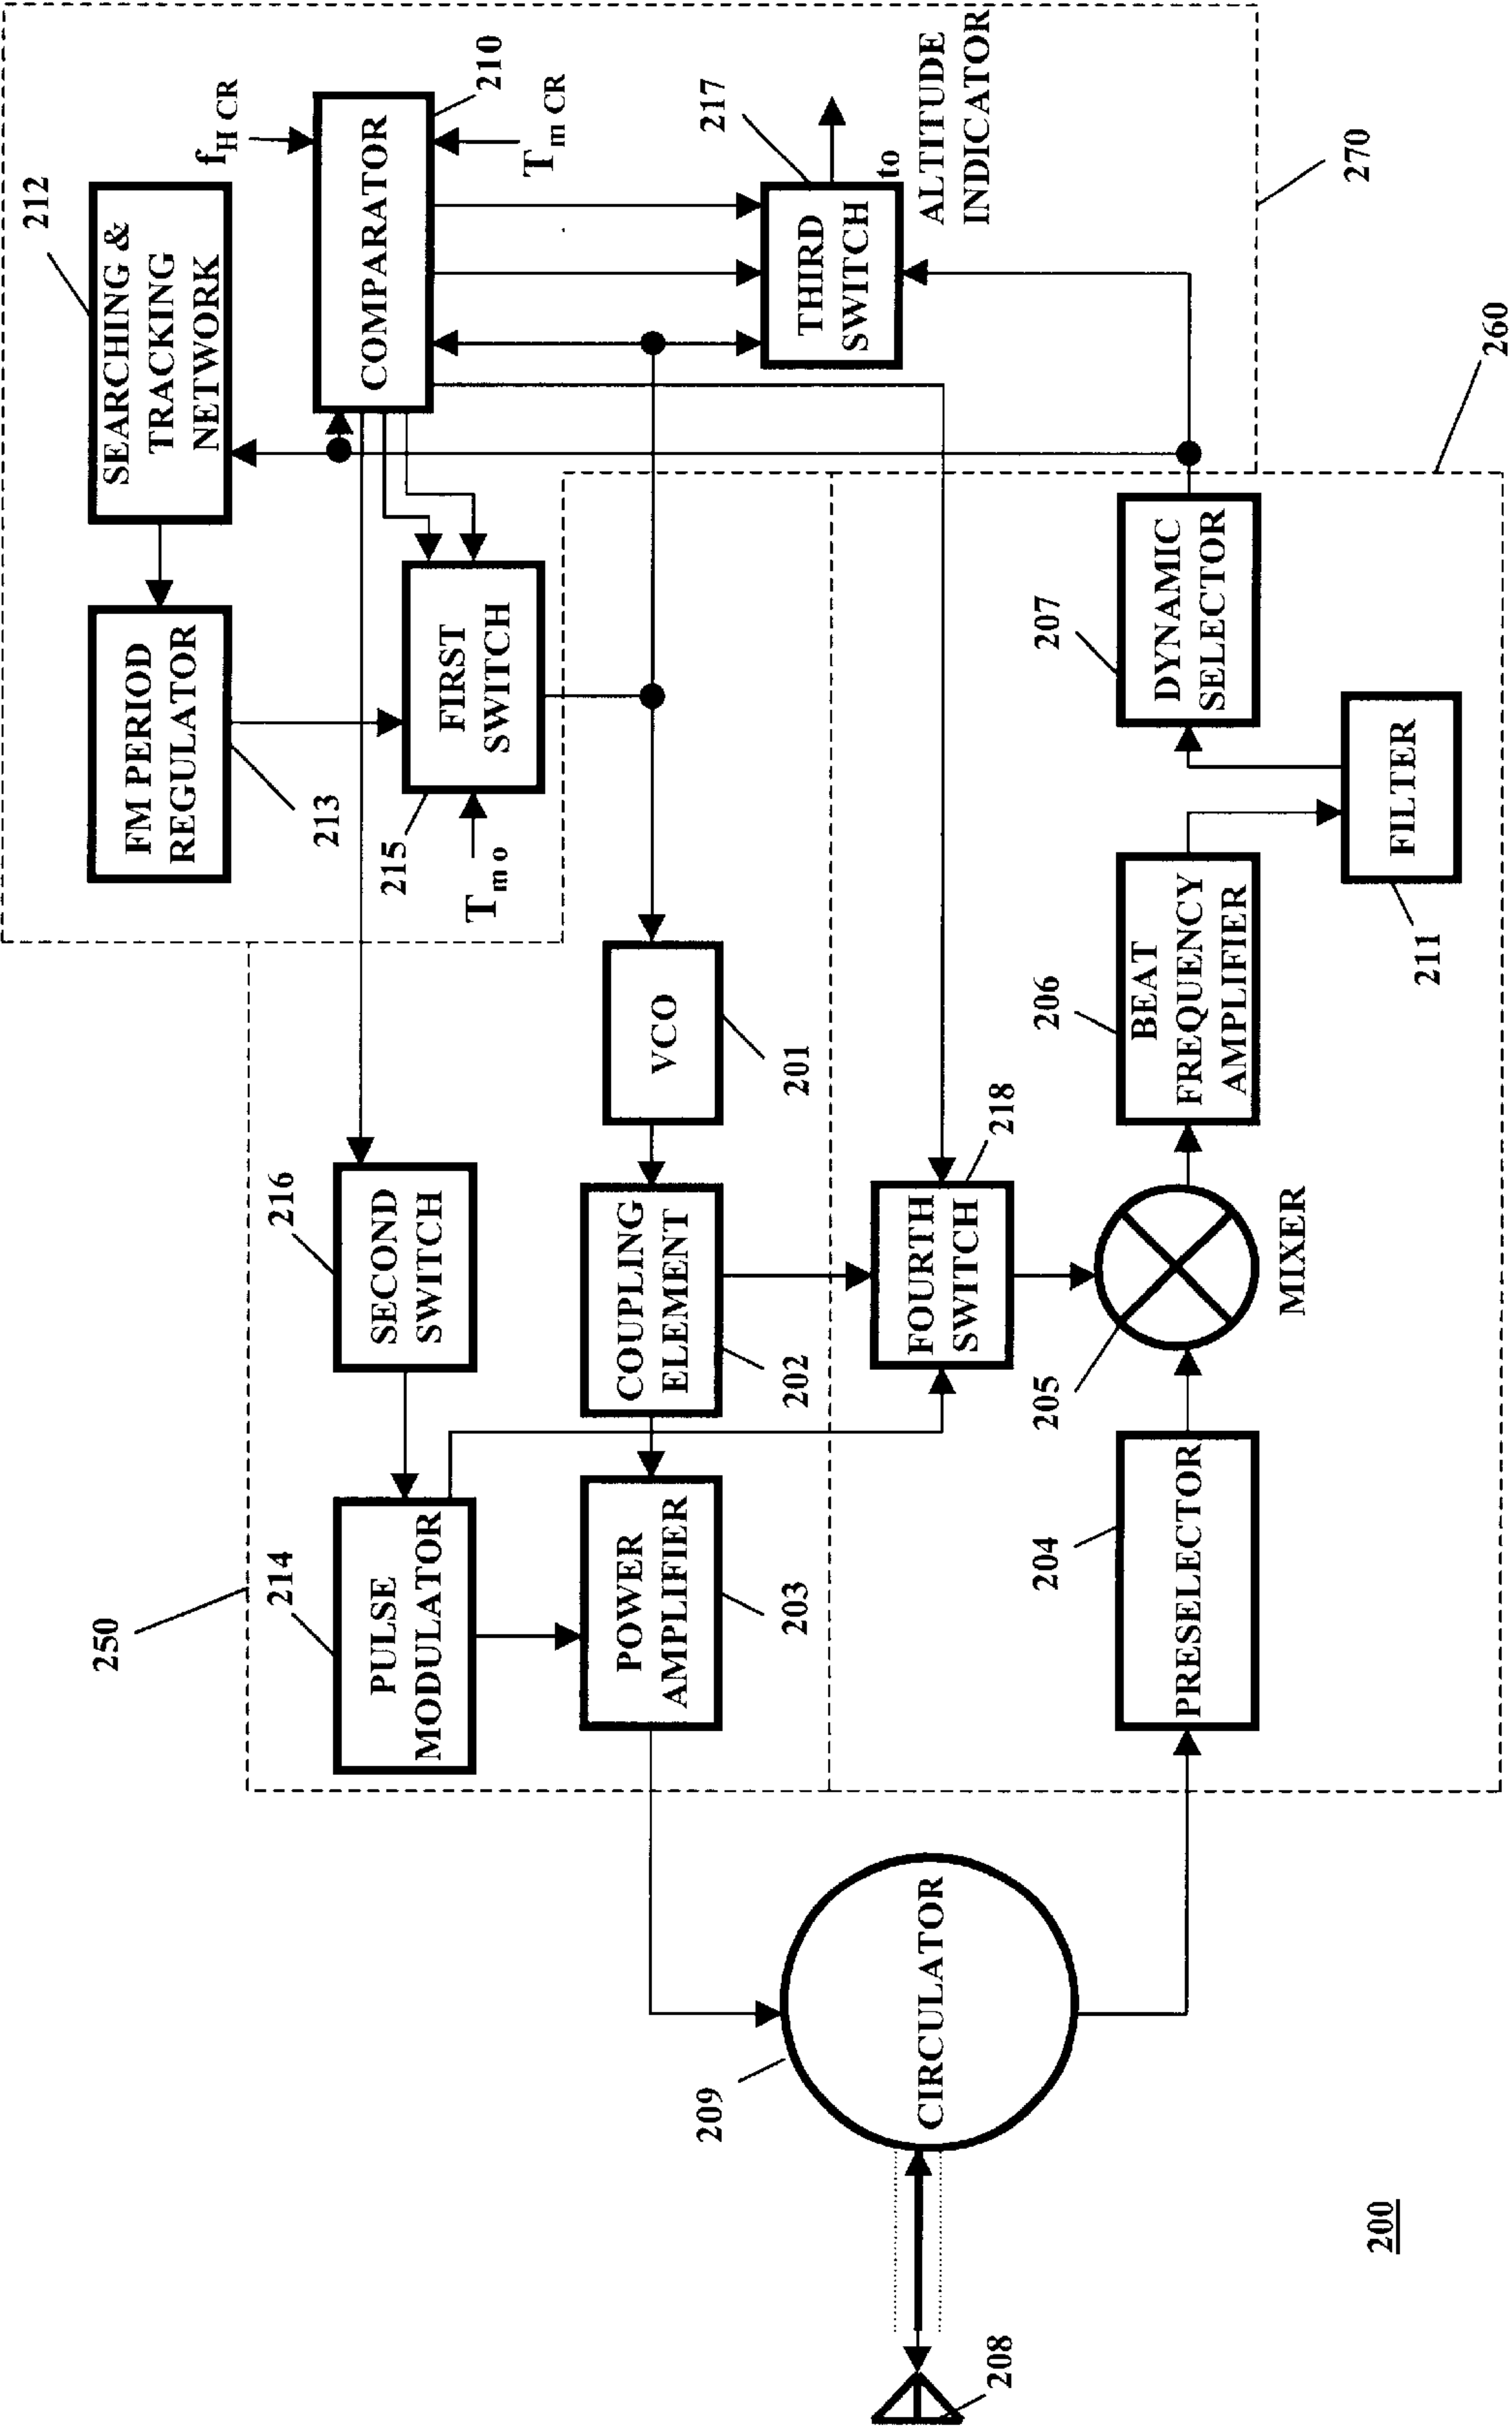 212
SEARCHING &
TRACKING
NETWORK
f H CR
COMPARATOR
210
T m CR
217
THIRD
SWITCH
to
ALTITUDE
INDICATOR
270
260
FM PERIOD
REGULATOR
213
FIRST
SWITCH
215
T m o
VCO
201
207
DYNAMIC
SELECTOR
FILTER
211
206
BEAT
FREQUENCY
AMPLIFIER
216
SECOND
SWITCH
COUPLING
ELEMENT
202
218
FOURTH
SWITCH
205
MIXER
250
214
PULSE
MODULATOR
POWER
AMPLIFIER
203
204
PRESELECTOR
209
CIRCULATOR
208
200